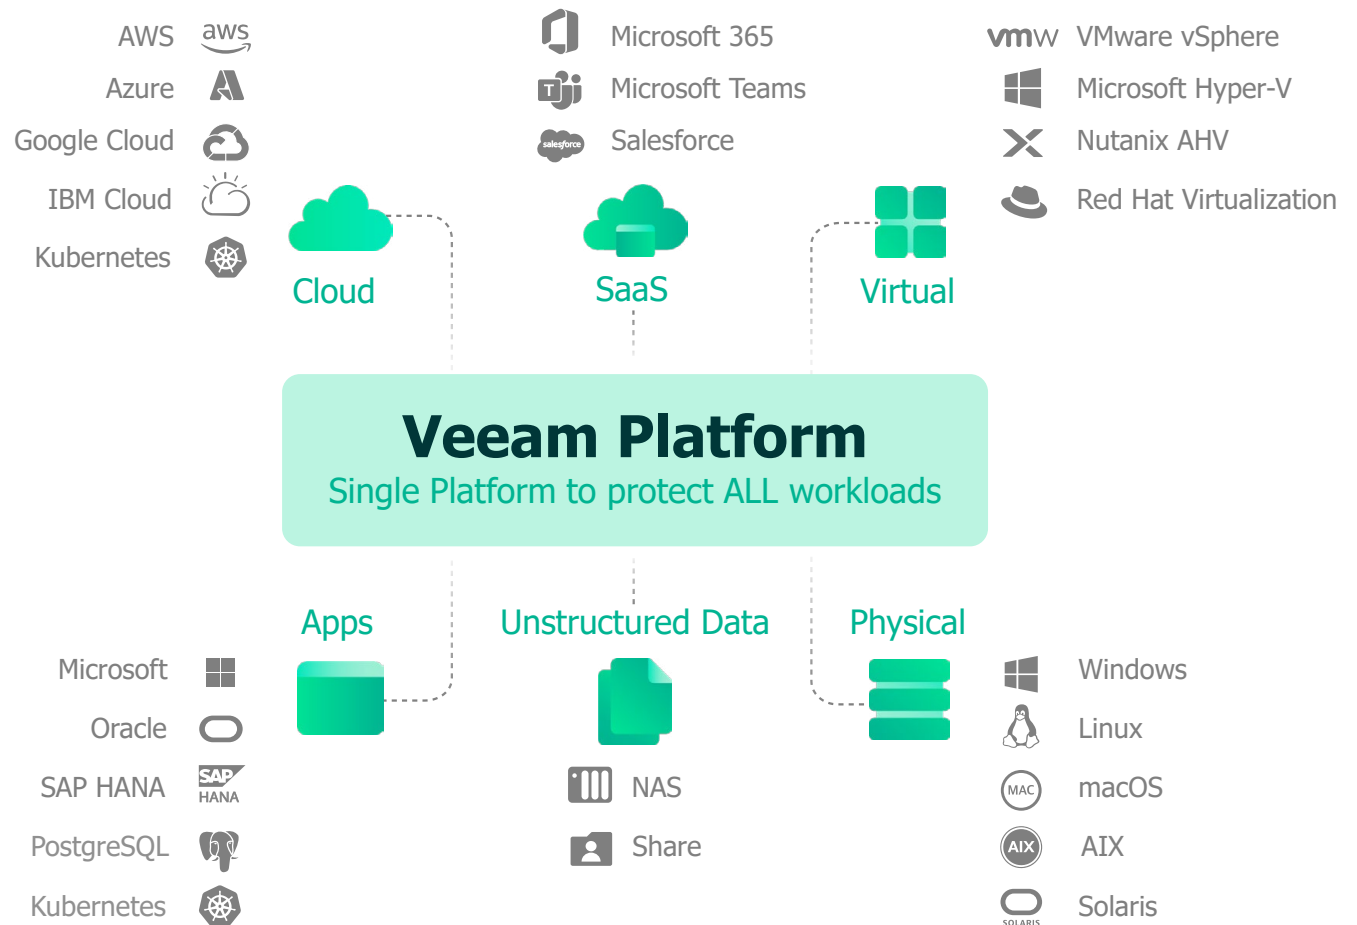 AWS
aws
Azure
Google Cloud
IBM Cloud
Kubernetes
Cloud
Microsoft 365
Microsoft Teams
T
Salesforce
salesforce
SaaS
vmw
VMware vSphere
Microsoft Hyper-V
Nutanix AHV
Red Hat Virtualization
Virtual
Veeam Platform
Single Platform to protect ALL workloads
Apps
Microsoft
Oracle
SAP HANA
SAP
HANA
PostgreSQL
Kubernetes
Unstructured Data
NAS
Share
Physical
Windows
Linux
MAC
macOS
AIX
AIX
Solaris
SOLARIS